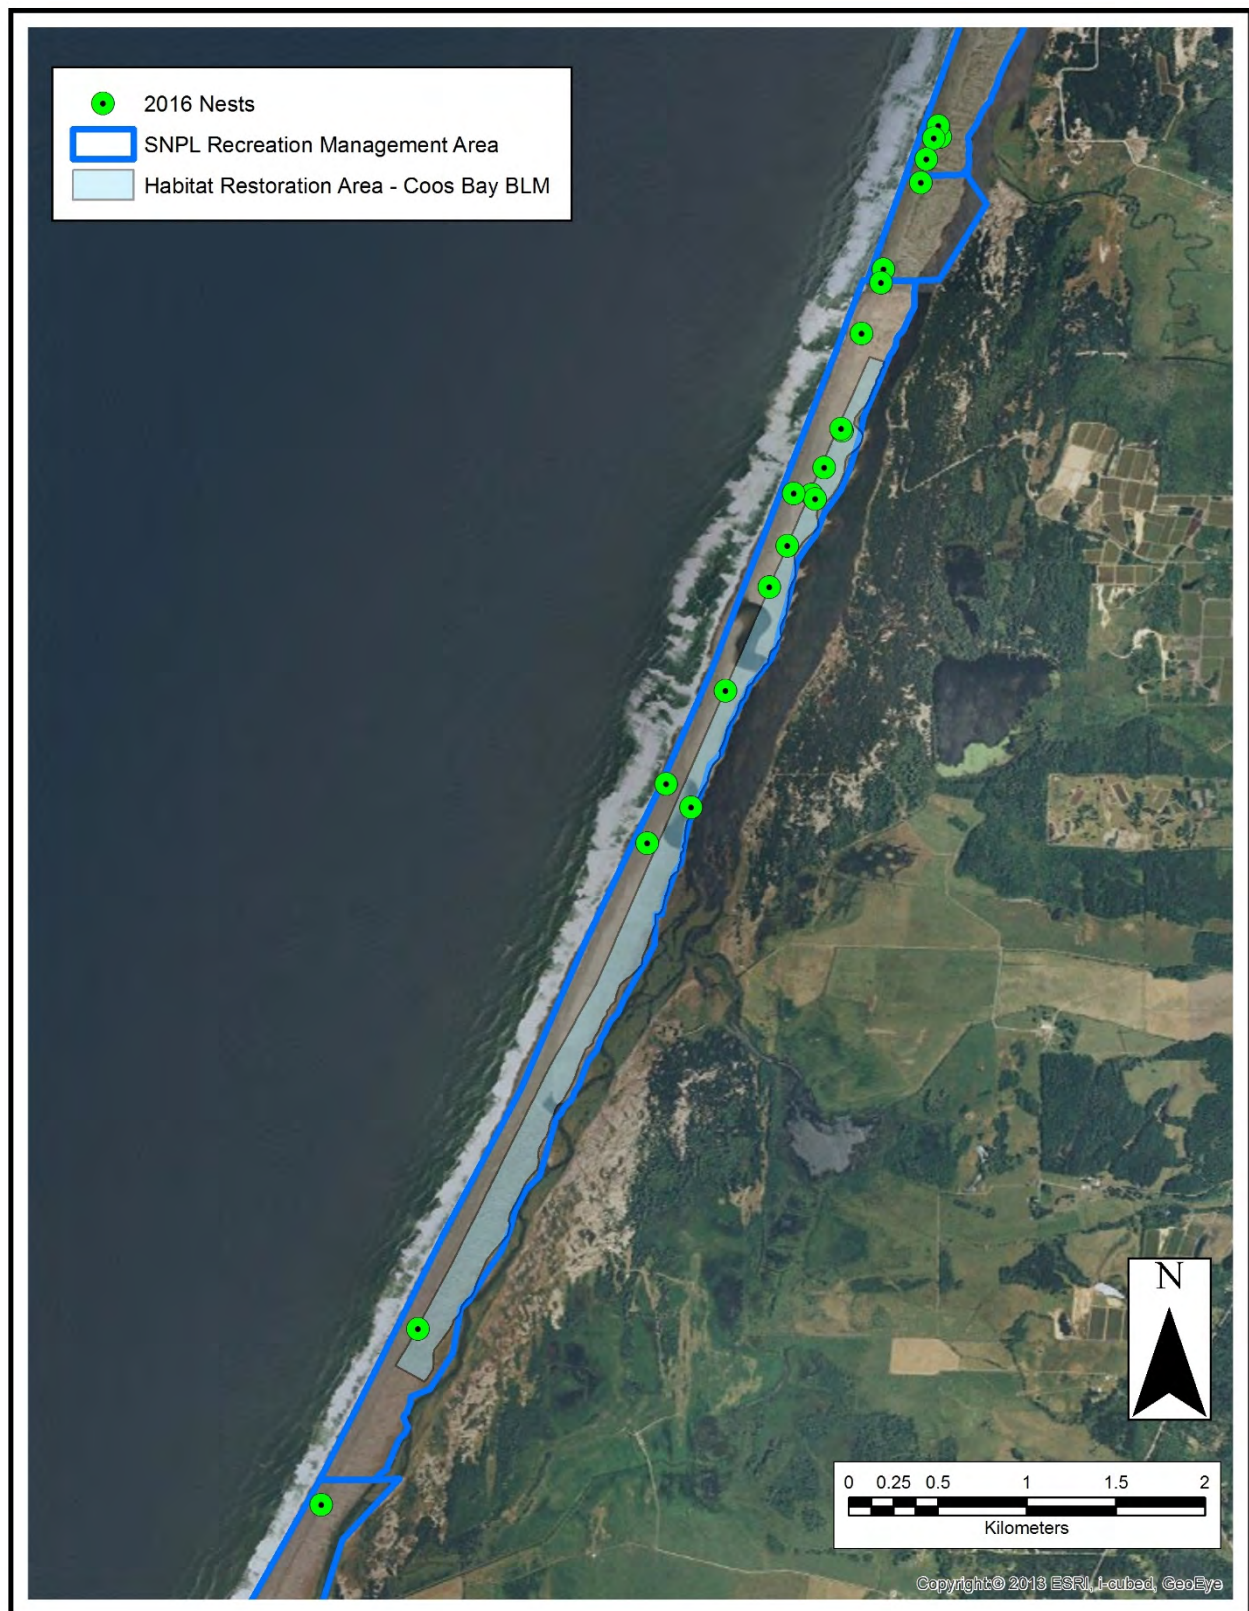 2016 Nests
SNPL Recreation Management Area
Habitat Restoration Area - Coos Bay BLM
N
0 0.25 0.5 1 1.5 2
Kilometers
Copyright:© 2013 ESRI, i-cubed, GeoEye